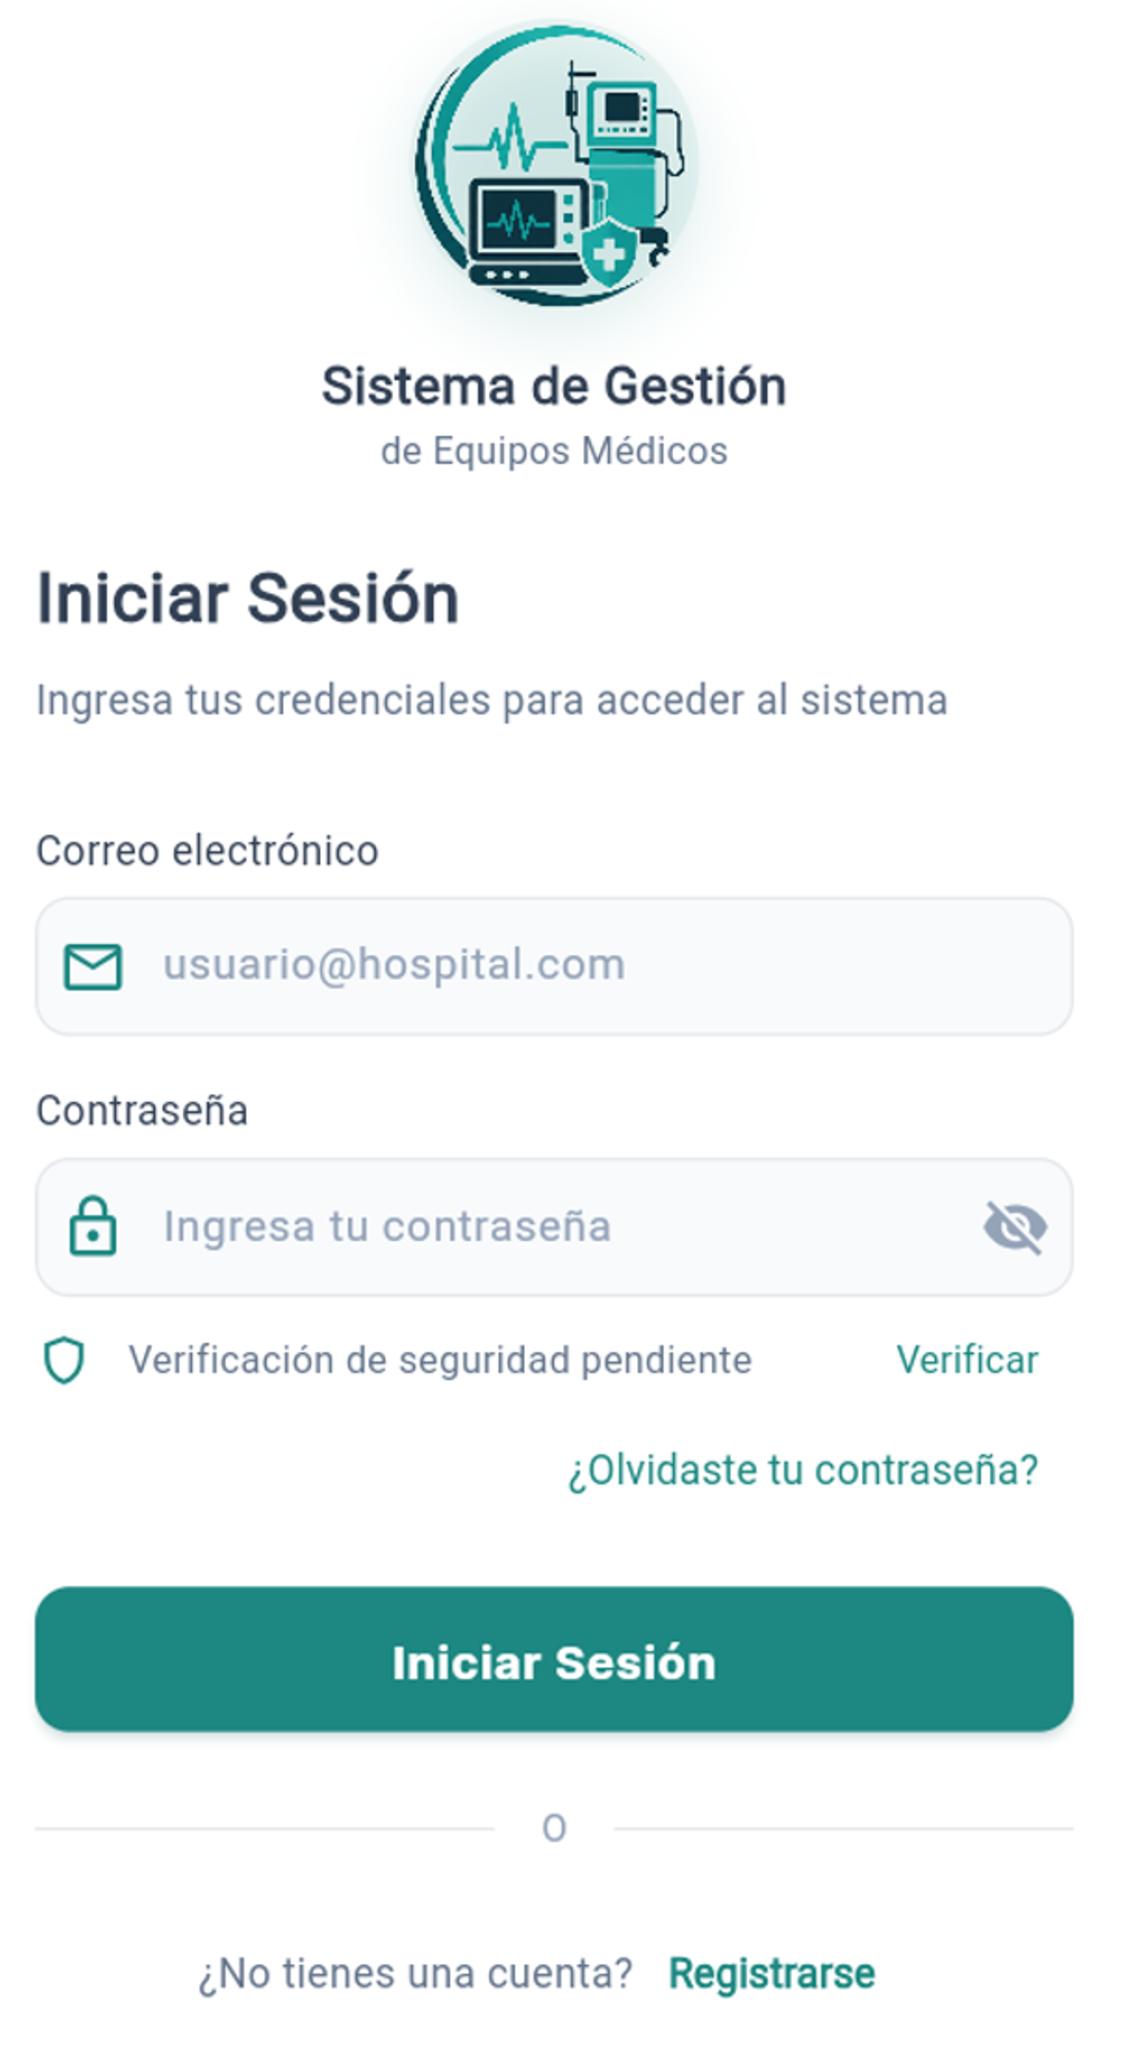 Sistema de Gestión
de Equipos Médicos
Iniciar Sesión
Ingresa tus credenciales para acceder al sistema
Correo electrónico
usuario@hospital.com
Contraseña
Ingresa tu contraseña
Verificación de seguridad pendiente Verificar
¿Olvidaste tu contraseña?
Iniciar Sesión
O
¿No tienes una cuenta? Registrarse